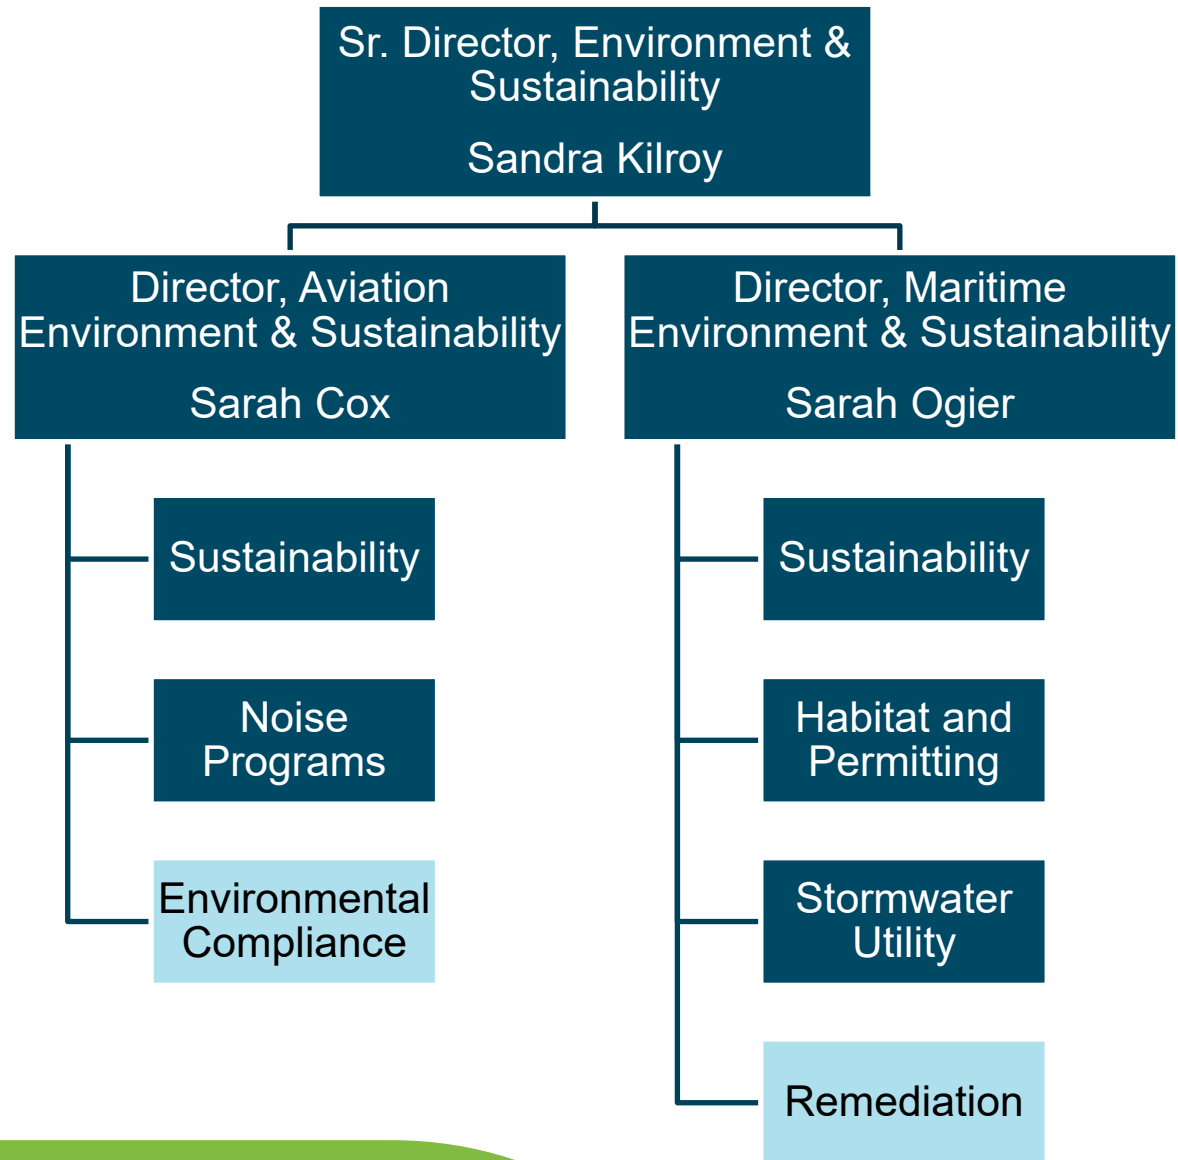 Sr. Director, Environment &
Sustainability
Sandra Kilroy
Director, Aviation
Environment & Sustainability
Sarah Cox
Director, Maritime
Environment & Sustainability
Sarah Ogier
Sustainability
Noise
Programs
Environmental
Compliance
Sustainability
Habitat and
Permitting
Stormwater
Utility
Remediation